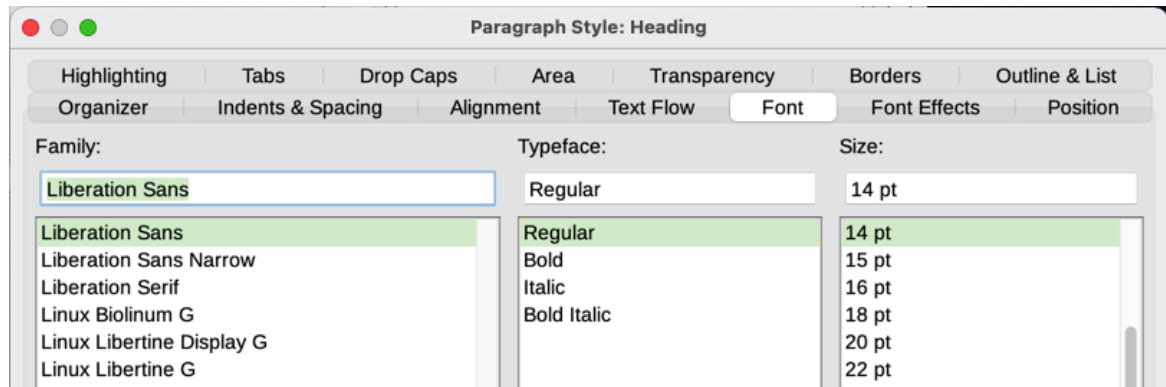 Paragraph Style: Heading
Highlighting Tabs Drop Caps Area Transparency Borders Outline & List
Organizer Indents & Spacing Alignment Text Flow Font Font Effects Position
Family: Typeface: Size:
Liberation Sans Regular 14 pt
Liberation Sans Regular 14 pt
Liberation Sans Narrow Bold 15 pt
Liberation Serif Italic 16 pt
Linux Biolinum G Bold Italic 18 pt
Linux Libertine Display G 20 pt
Linux Libertine G 22 pt